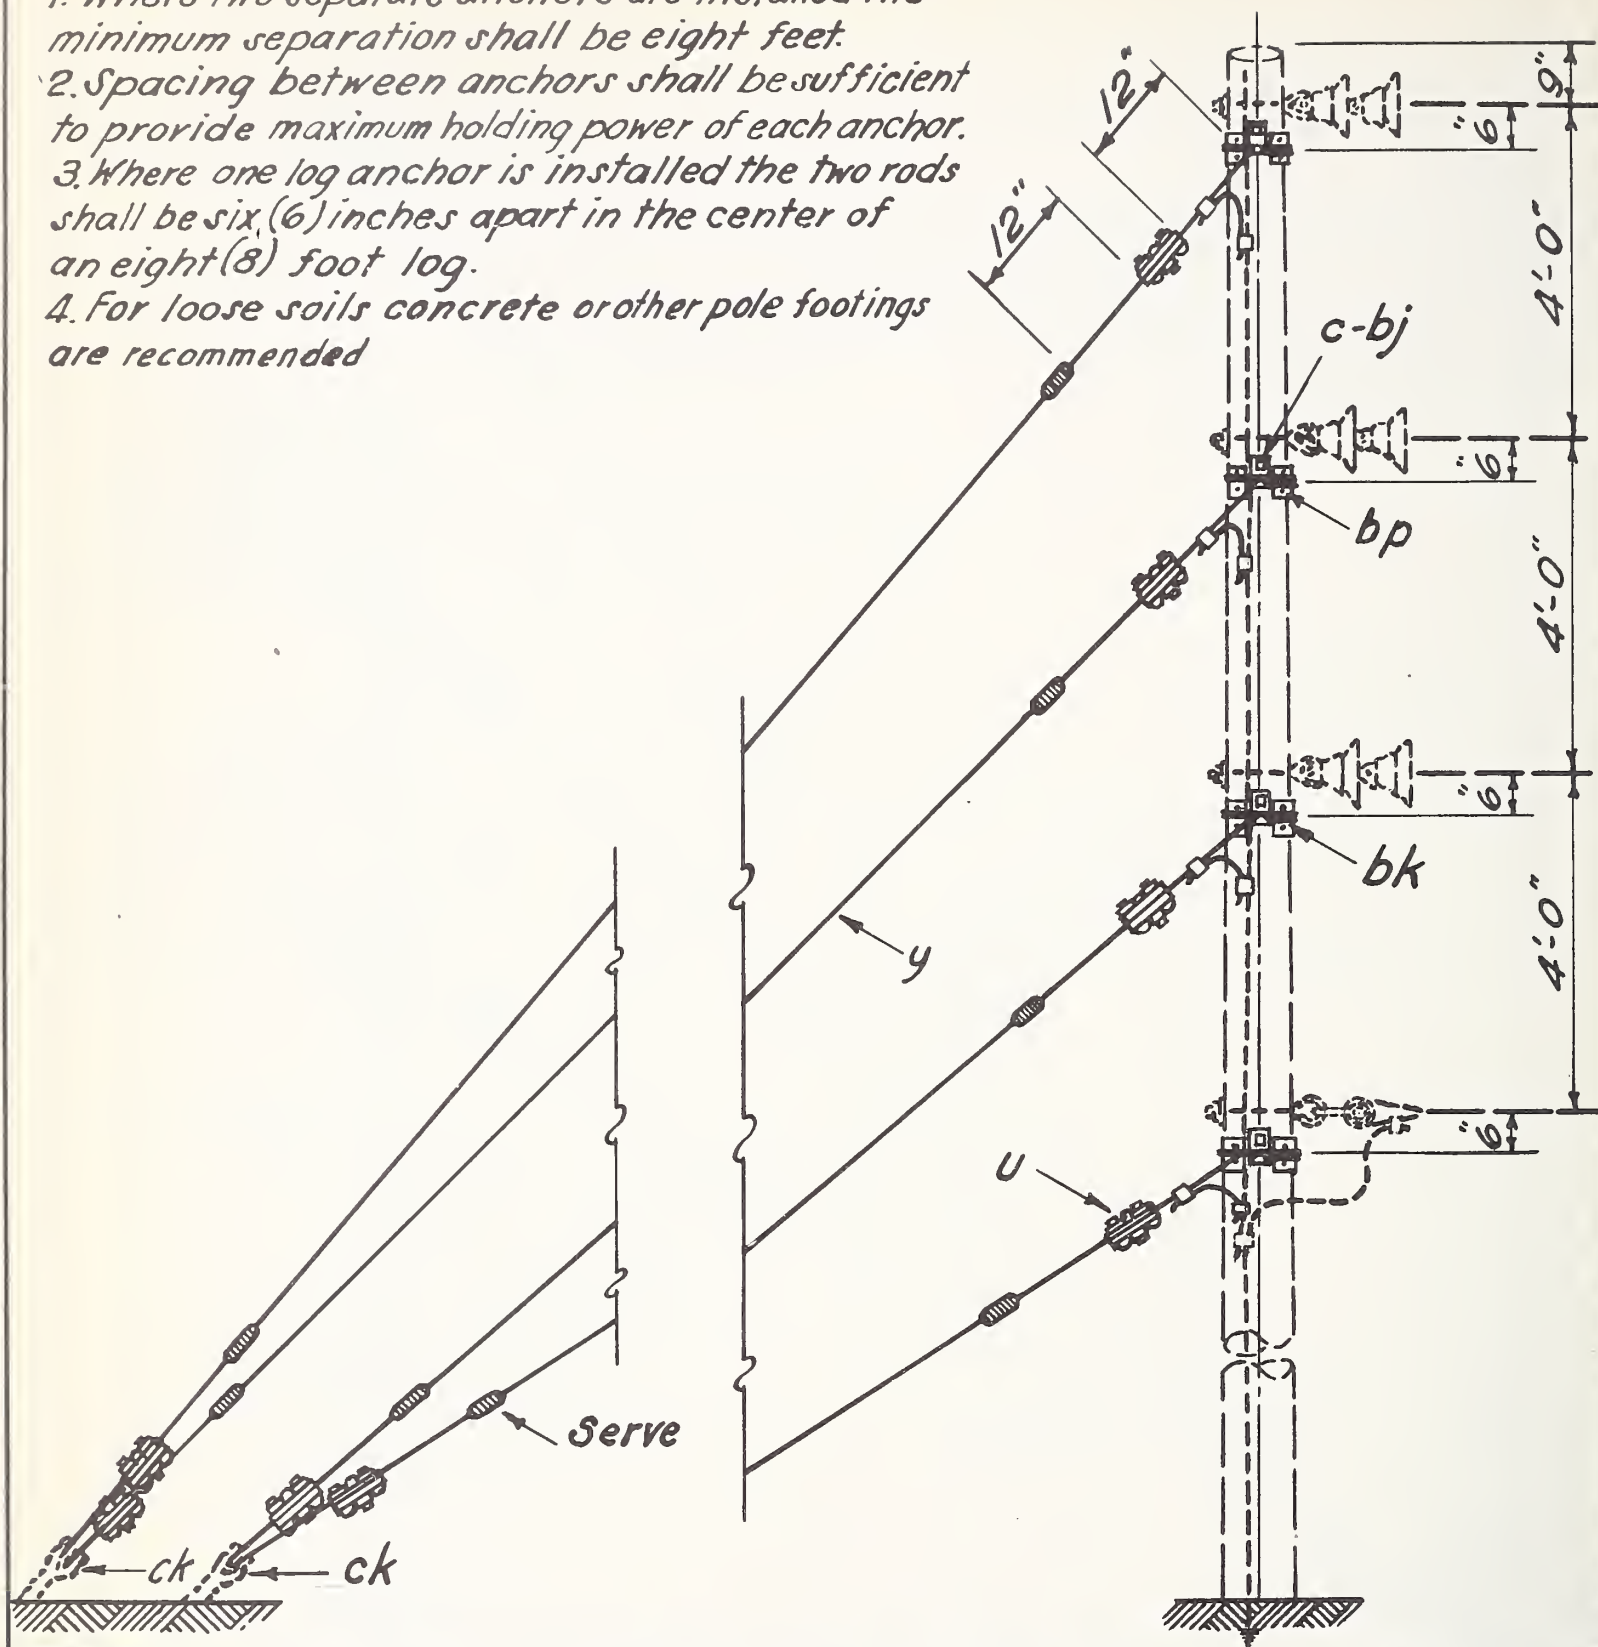 minimum separation shall be eight feet.
2. Spacing between anchors shall be sufficient
to provide maximum holding power of each anchor.
3. Where one log anchor is installed the two rods
shall be six (6) inches apart in the center of
an eight (8) foot log.
4. For loose soils concrete or other pole footings
are recommended
12"
12"
9"
6"
4'-0"
c-bj
6"
bp
4'-0"
6"
bk
4'-0"
y
6"
u
Serve
ck
ck